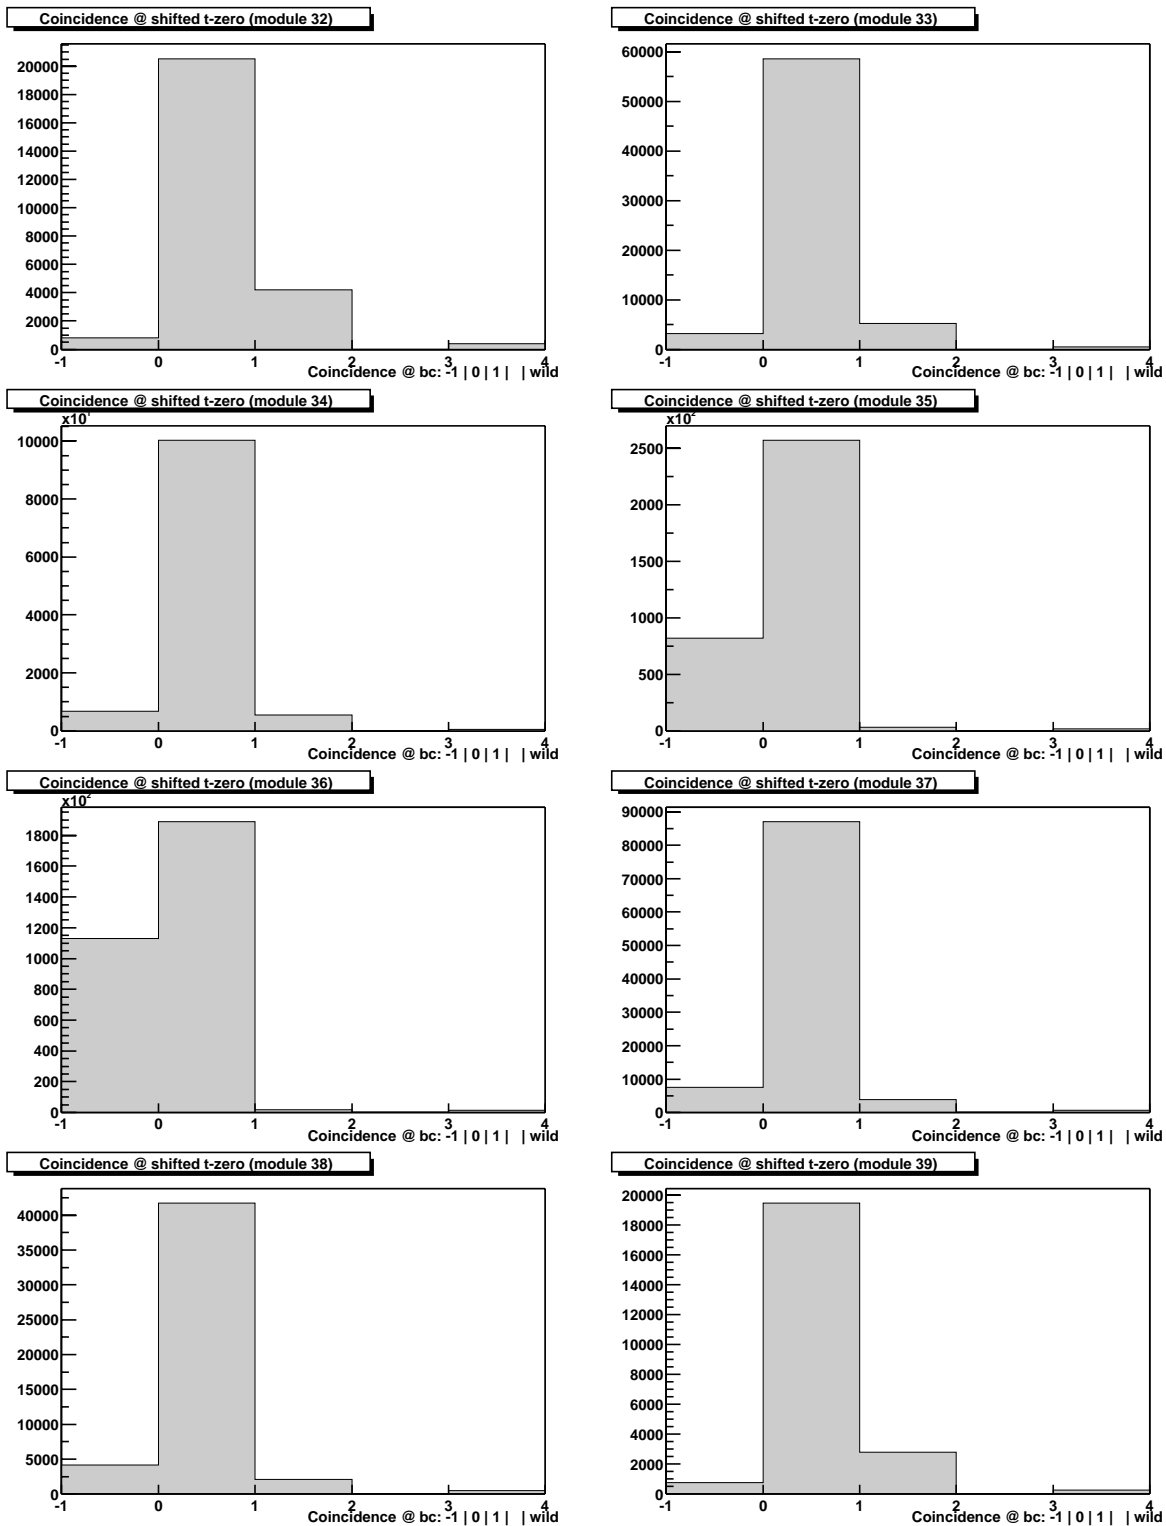 Coincidence @ shifted t-zero (module 32)
20000
18000
16000
14000
12000
10000
8000
6000
4000
2000
0
-1 0 1 2 3 4
Coincidence @ bc: -1 | 0 | 1 | | wild
Coincidence @ shifted t-zero (module 33)
60000
50000
40000
30000
20000
10000
0
-1 0 1 2 3 4
Coincidence @ bc: -1 | 0 | 1 | | wild
Coincidence @ shifted t-zero (module 34)
x10¹
10000
8000
6000
4000
2000
0
-1 0 1 2 3 4
Coincidence @ bc: -1 | 0 | 1 | | wild
Coincidence @ shifted t-zero (module 35)
x10²
2500
2000
1500
1000
500
0
-1 0 1 2 3 4
Coincidence @ bc: -1 | 0 | 1 | | wild
Coincidence @ shifted t-zero (module 36)
x10²
1800
1600
1400
1200
1000
800
600
400
200
0
-1 0 1 2 3 4
Coincidence @ bc: -1 | 0 | 1 | | wild
Coincidence @ shifted t-zero (module 37)
90000
80000
70000
60000
50000
40000
30000
20000
10000
0
-1 0 1 2 3 4
Coincidence @ bc: -1 | 0 | 1 | | wild
Coincidence @ shifted t-zero (module 38)
40000
35000
30000
25000
20000
15000
10000
5000
0
-1 0 1 2 3 4
Coincidence @ bc: -1 | 0 | 1 | | wild
Coincidence @ shifted t-zero (module 39)
20000
18000
16000
14000
12000
10000
8000
6000
4000
2000
0
-1 0 1 2 3 4
Coincidence @ bc: -1 | 0 | 1 | | wild